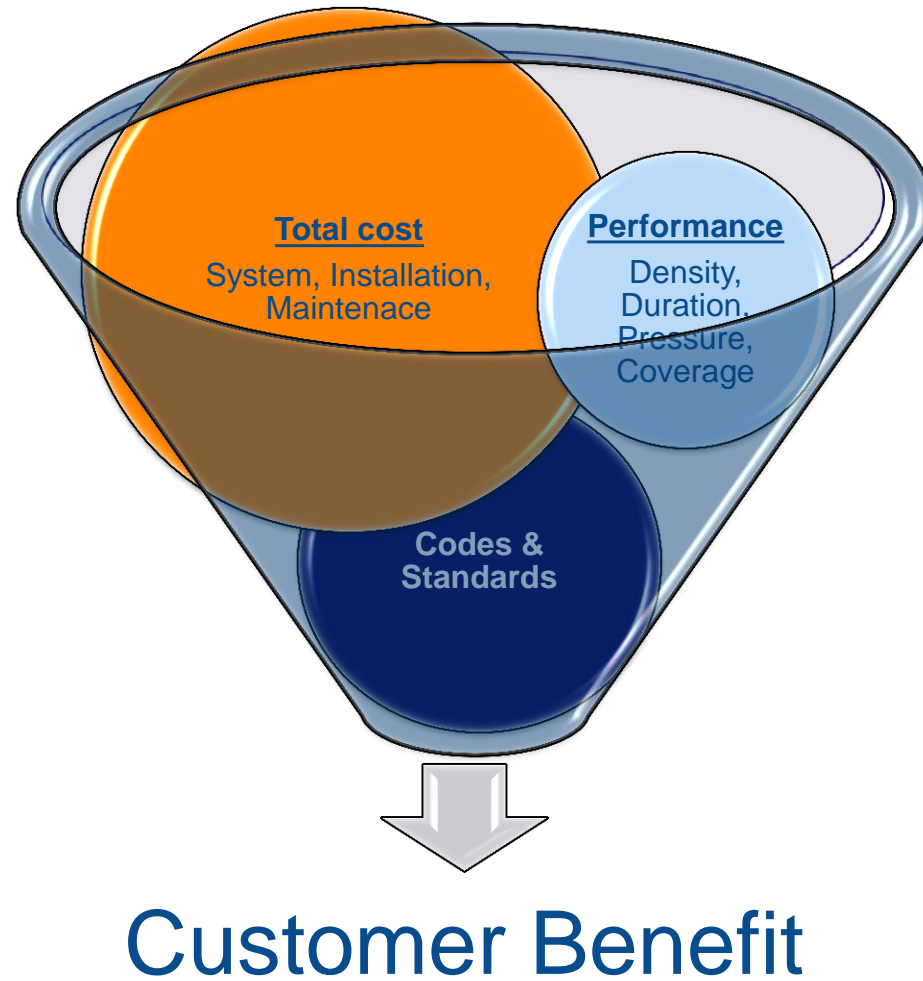 Total cost
System, Installation,
Maintenace
Performance
Density,
Duration,
Pressure,
Coverage
Codes &
Standards
Customer Benefit